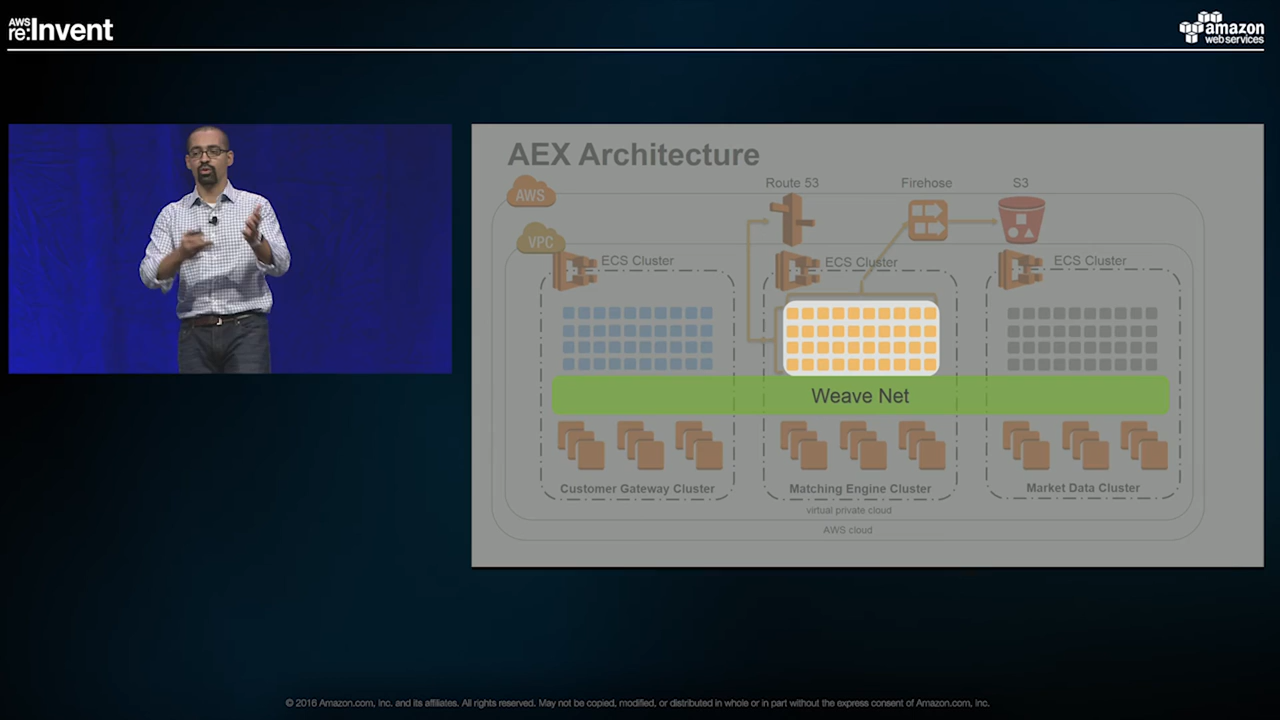 AWS
re:Invent
amazon
web services
AEX Architecture
Route 53
Firehose
S3
AWS
VPC
ECS Cluster
ECS Cluster
ECS Cluster
Weave Net
Customer Gateway Cluster
Matching Engine Cluster
Market Data Cluster
virtual private cloud
AWS cloud
© 2016 Amazon.com, Inc. and its affiliates. All rights reserved. May not be copied, modified, or distributed in whole or in part without the express consent of Amazon.com, Inc.